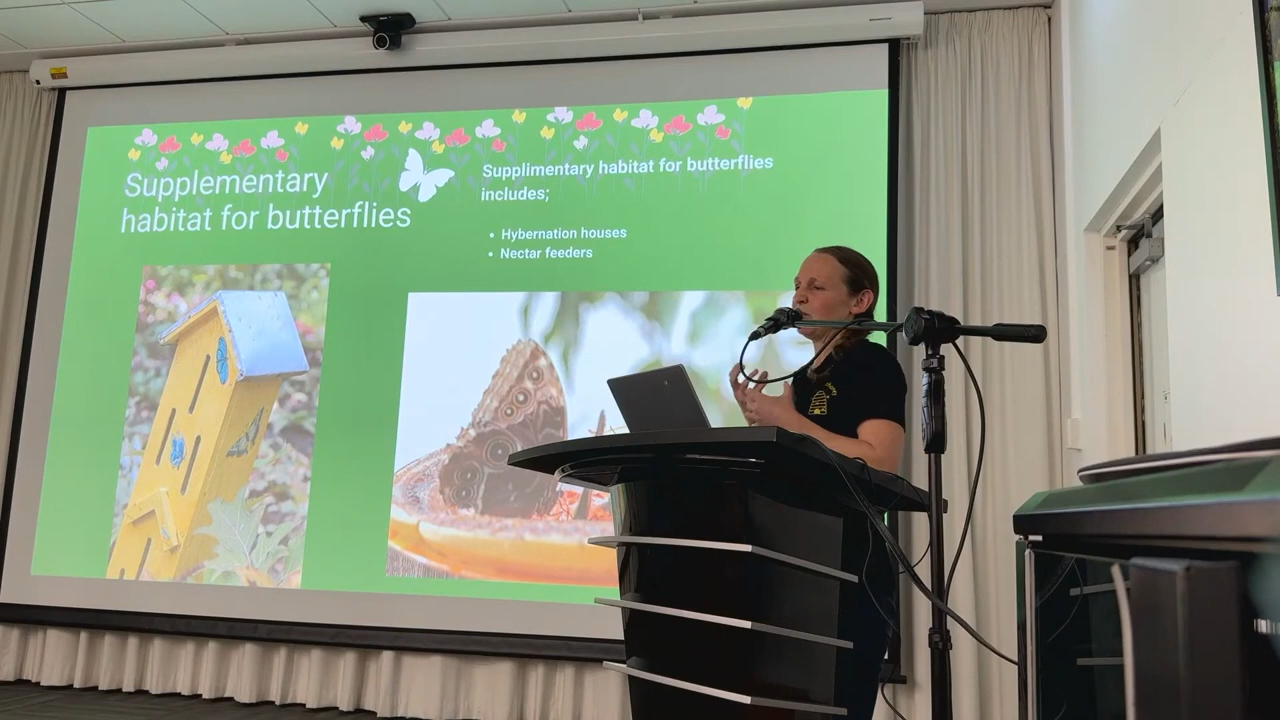 Supplementary
habitat for butterflies
Supplimentary habitat for butterflies
includes;
• Hybernation houses
• Nectar feeders